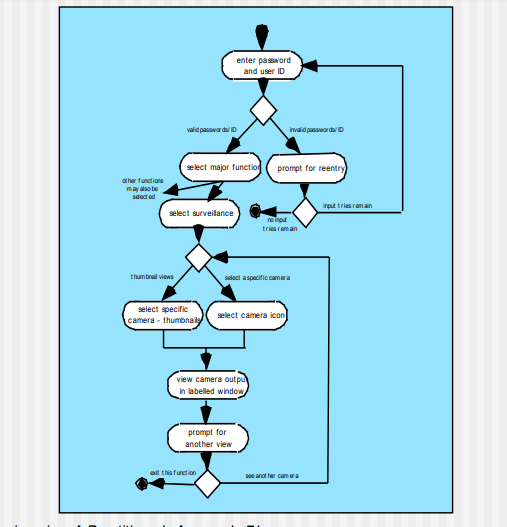 enter password
and user ID
valid passwords/ID
invalid passwords/ID
select major function
prompt for reentry
other functions
may also be
selected
input tries remain
select surveillance
no input
tries remain
thumbnail views
select a specific camera
select specific
camera - thumbnails
select camera icon
view camera output
in labelled window
prompt for
another view
exit this function
see another camera